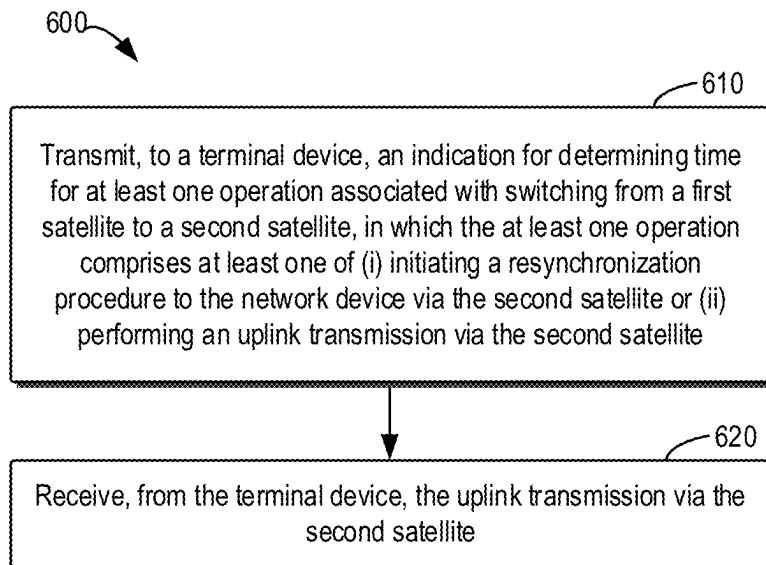 600
610
Transmit, to a terminal device, an indication for determining time
for at least one operation associated with switching from a first
satellite to a second satellite, in which the at least one operation
comprises at least one of (i) initiating a resynchronization
procedure to the network device via the second satellite or (ii)
performing an uplink transmission via the second satellite
620
Receive, from the terminal device, the uplink transmission via the
second satellite